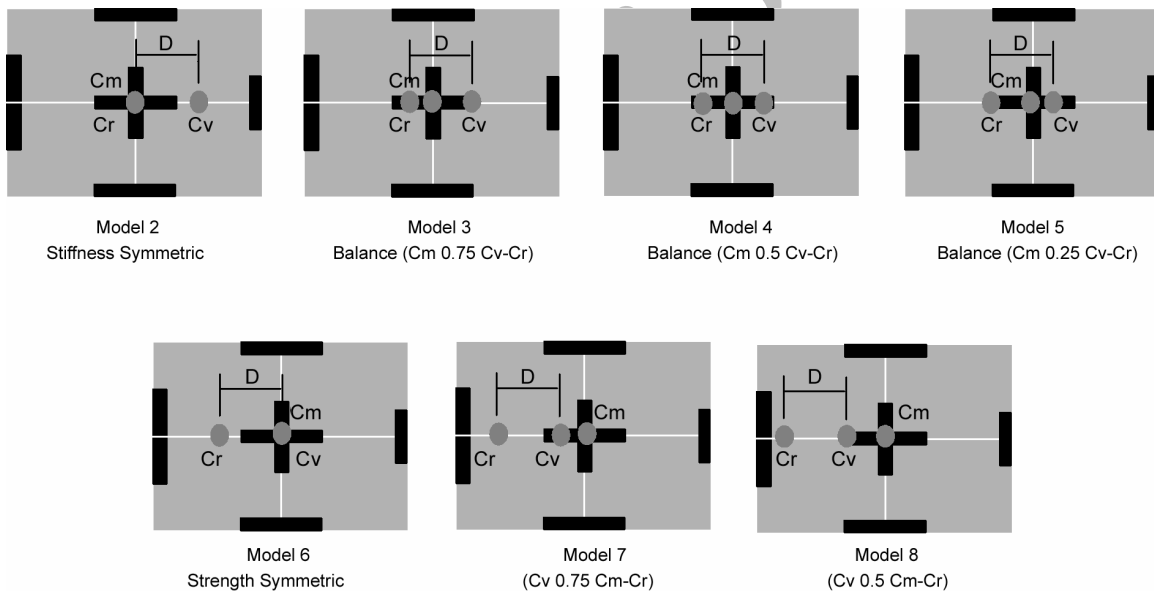 D
Cm
Cr
Cv
D
Cm
Cr
Cv
D
Cm
Cr
Cv
D
Cm
Cr
Cv
Model 2
Stiffness Symmetric
Model 3
Balance (Cm 0.75 Cv-Cr)
Model 4
Balance (Cm 0.5 Cv-Cr)
Model 5
Balance (Cm 0.25 Cv-Cr)
D
Cm
Cr
Cv
D
Cm
Cr
Cv
D
Cm
Cr
Cv
Model 6
Strength Symmetric
Model 7
(Cv 0.75 Cm-Cr)
Model 8
(Cv 0.5 Cm-Cr)